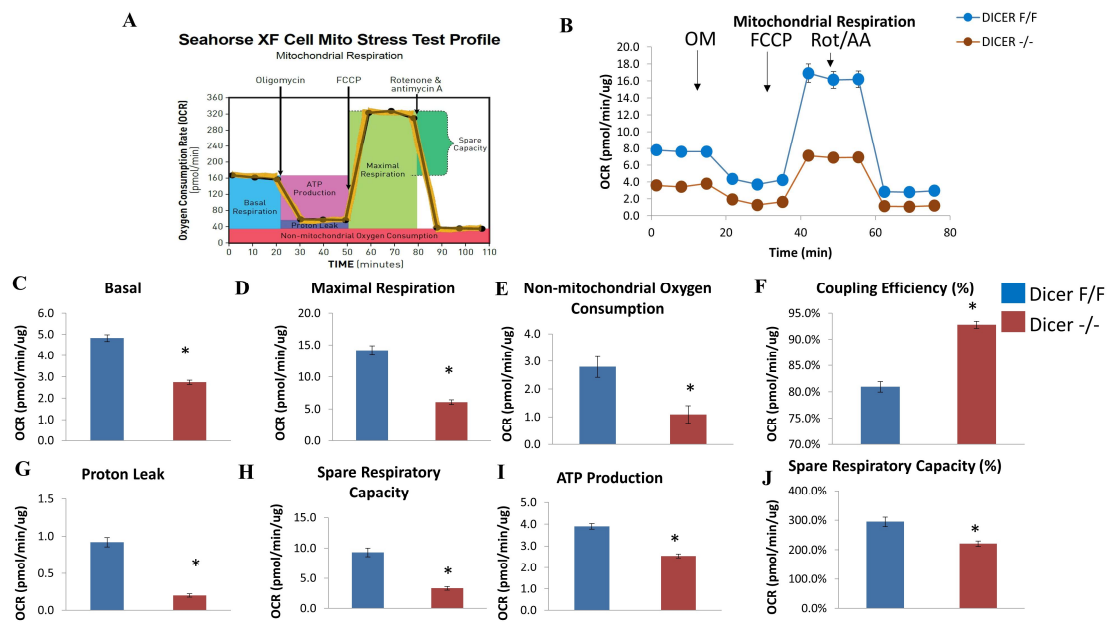 A
Seahorse XF Cell Mito Stress Test Profile
Mitochondrial Respiration
Oligomycin
FCCP
Rotenone &
antimycin A
Oxygen Consumption Rate (OCR)
(pmol/min)
360
320
280
240
200
160
120
80
40
0
Basal
Respiration
ATP
Production
Proton Leak
Maximal
Respiration
Spare
Capacity
Non-mitochondrial Oxygen Consumption
0 10 20 30 40 50 60 70 80 90 100 110
TIME (minutes)
B
Mitochondrial Respiration
OM
FCCP
Rot/AA
DICER F/F
DICER -/-
OCR (pmol/min/ug)
20.0
18.0
16.0
14.0
12.0
10.0
8.0
6.0
4.0
2.0
0.0
0 20 40 60 80
Time (min)
C
Basal
OCR (pmol/min/ug)
6.0
5.0
4.0
3.0
2.0
1.0
0.0
*
D
Maximal Respiration
OCR (pmol/min/ug)
20.0
15.0
10.0
5.0
0.0
*
E
Non-mitochondrial Oxygen
Consumption
OCR (pmol/min/ug)
4.0
3.0
2.0
1.0
0.0
*
F
Coupling Efficiency (%)
OCR (pmol/min/ug)
95.0%
90.0%
85.0%
80.0%
75.0%
70.0%
*
Dicer F/F
Dicer -/-
G
Proton Leak
OCR (pmol/min/ug)
1.5
1.0
0.5
0.0
*
H
Spare Respiratory
Capacity
OCR (pmol/min/ug)
15.0
10.0
5.0
0.0
*
I
ATP Production
OCR (pmol/min/ug)
5.0
4.0
3.0
2.0
1.0
0.0
*
J
Spare Respiratory Capacity (%)
OCR (pmol/min/ug)
400.0%
300.0%
200.0%
100.0%
0.0%
*